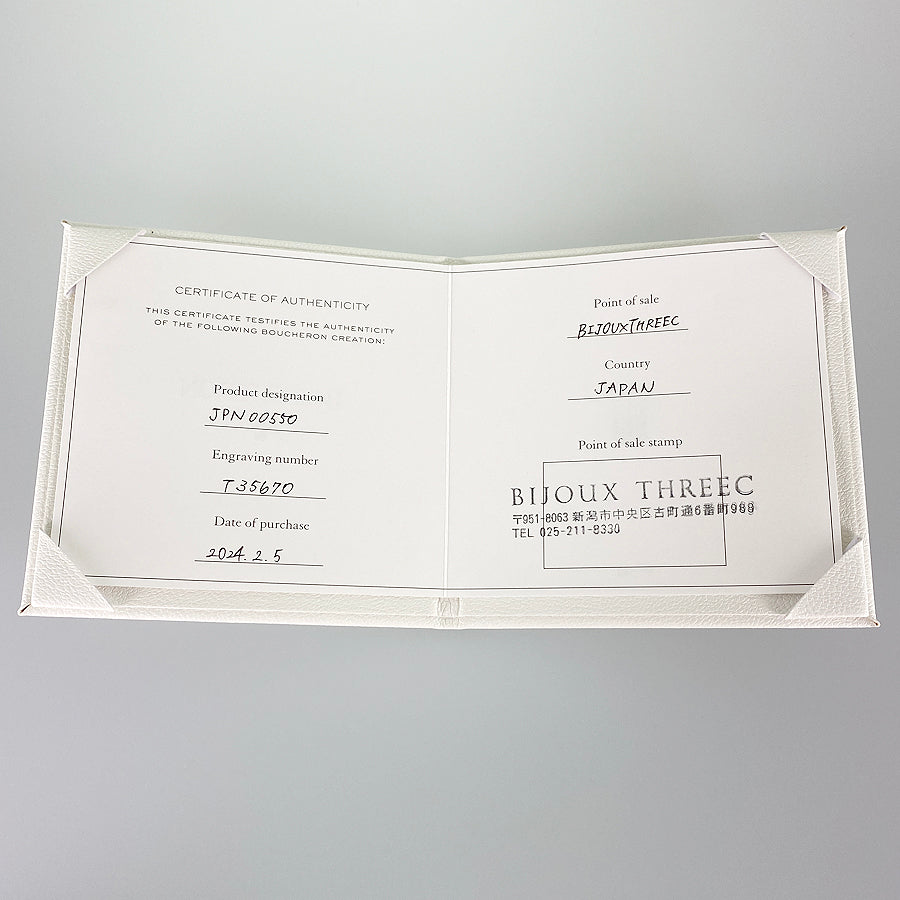 CERTIFICATE OF AUTHENTICITY
THIS CERTIFICATE TESTIFIES THE AUTHENTICITY
OF THE FOLLOWING BOUCHERON CREATION:
Product designation
JPN00550
Engraving number
T35670
Date of purchase
2024.2.5
Point of sale
BIJOUXTHREEC
Country
JAPAN
Point of sale stamp
BIJOUX THREEC
〒951-8063 新潟市中央区古町通6番町988
TEL 025-211-8330